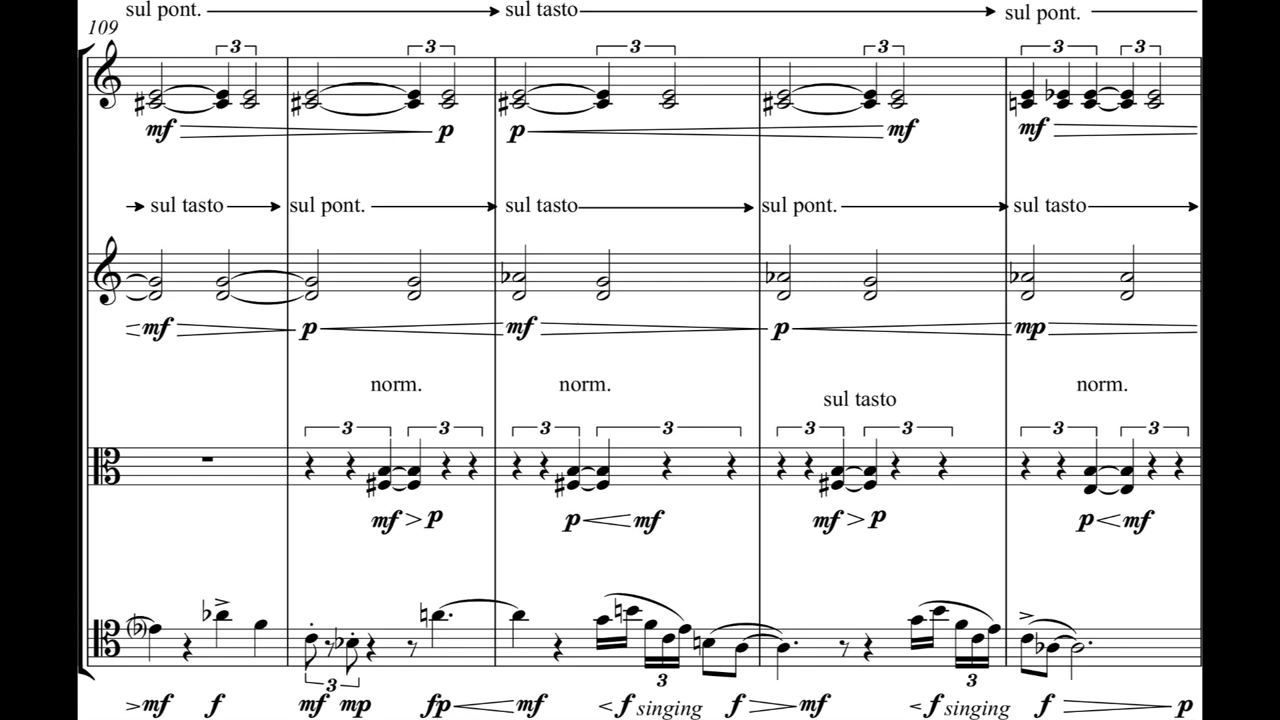 sul pont. sul tasto sul pont.
109
3 3 3 3 3 3
mf p p mf mf
sul tasto sul pont. sul tasto sul pont. sul tasto
mf p mf p mp
norm. norm. sul tasto norm.
3 3 3 3 3 3 3 3
mf p p mf mf p p mf
3 3 3
mf f mf mp fp mf f singing f mf f singing f p